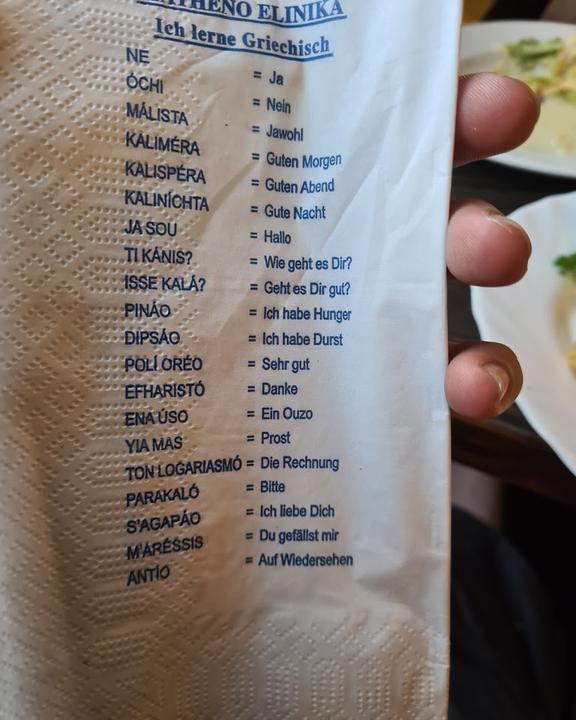 MATHENO ELINIKA
Ich lerne Griechisch
NE = Ja
ÓCHI = Nein
MÁLISTA = Jawohl
KALIMÉRA = Guten Morgen
KALISPÉRA = Guten Abend
KALINÍCHTA = Gute Nacht
JA SOU = Hallo
TI KÁNIS? = Wie geht es Dir?
ISSE KALÁ? = Geht es Dir gut?
PINÁO = Ich habe Hunger
DIPSÁO = Ich habe Durst
POLÍ ORÉO = Sehr gut
EFHARISTÓ = Danke
ENA ÚSO = Ein Ouzo
YIA MAS = Prost
TON LOGARIASMÓ = Die Rechnung
PARAKALÓ = Bitte
S'AGAPÁO = Ich liebe Dich
M'ARÉSSIS = Du gefällst mir
ANTÍO = Auf Wiedersehen